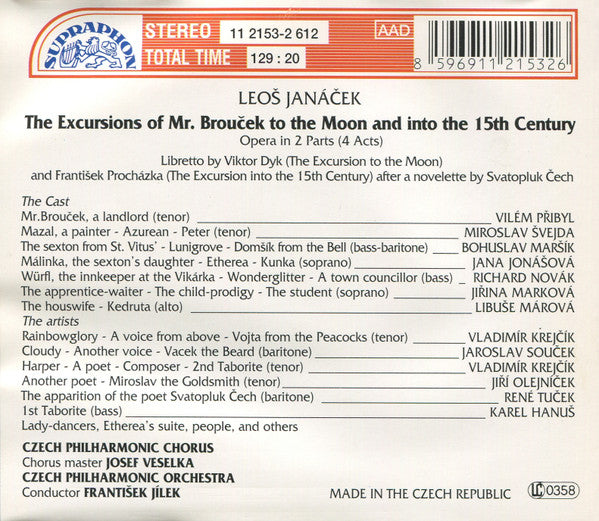 SUPRAPHON
STEREO 11 2153-2 612 AAD
TOTAL TIME 129 : 20
8 596911 215326
LEOŠ JANÁČEK
The Excursions of Mr. Brouček to the Moon and into the 15th Century
Opera in 2 Parts (4 Acts)
Libretto by Viktor Dyk (The Excursion to the Moon)
and František Procházka (The Excursion into the 15th Century) after a novelette by Svatopluk Čech
The Cast
Mr.Brouček, a landlord (tenor) VILÉM PŘIBYL
Mazal, a painter - Azurean - Peter (tenor) MIROSLAV ŠVEJDA
The sexton from St. Vitus' - Lunigrove - Domšík from the Bell (bass-baritone) BOHUSLAV MARŠÍK
Málinka, the sexton's daughter - Etherea - Kunka (soprano) JANA JONÁŠOVÁ
Würfl, the innkeeper at the Vikárka - Wonderglitter - A town councillor (bass) RICHARD NOVÁK
The apprentice-waiter - The child-prodigy - The student (soprano) JIŘINA MARKOVÁ
The houswife - Kedruta (alto) LIBUŠE MÁROVÁ
The artists
Rainbowglory - A voice from above - Vojta from the Peacocks (tenor) VLADIMÍR KREJČÍK
Cloudy - Another voice - Vacek the Beard (baritone) JAROSLAV SOUČEK
Harper - A poet - Composer - 2nd Taborite (tenor) VLADIMÍR KREJČÍK
Another poet - Miroslav the Goldsmith (tenor) JIŘÍ OLEJNÍČEK
The apparition of the poet Svatopluk Čech (baritone) RENÉ TUČEK
1st Taborite (bass) KAREL HANUŠ
Lady-dancers, Etherea's suite, people, and others
CZECH PHILHARMONIC CHORUS
Chorus master JOSEF VESELKA
CZECH PHILHARMONIC ORCHESTRA
Conductor FRANTIŠEK JÍLEK
MADE IN THE CZECH REPUBLIC LC 0358